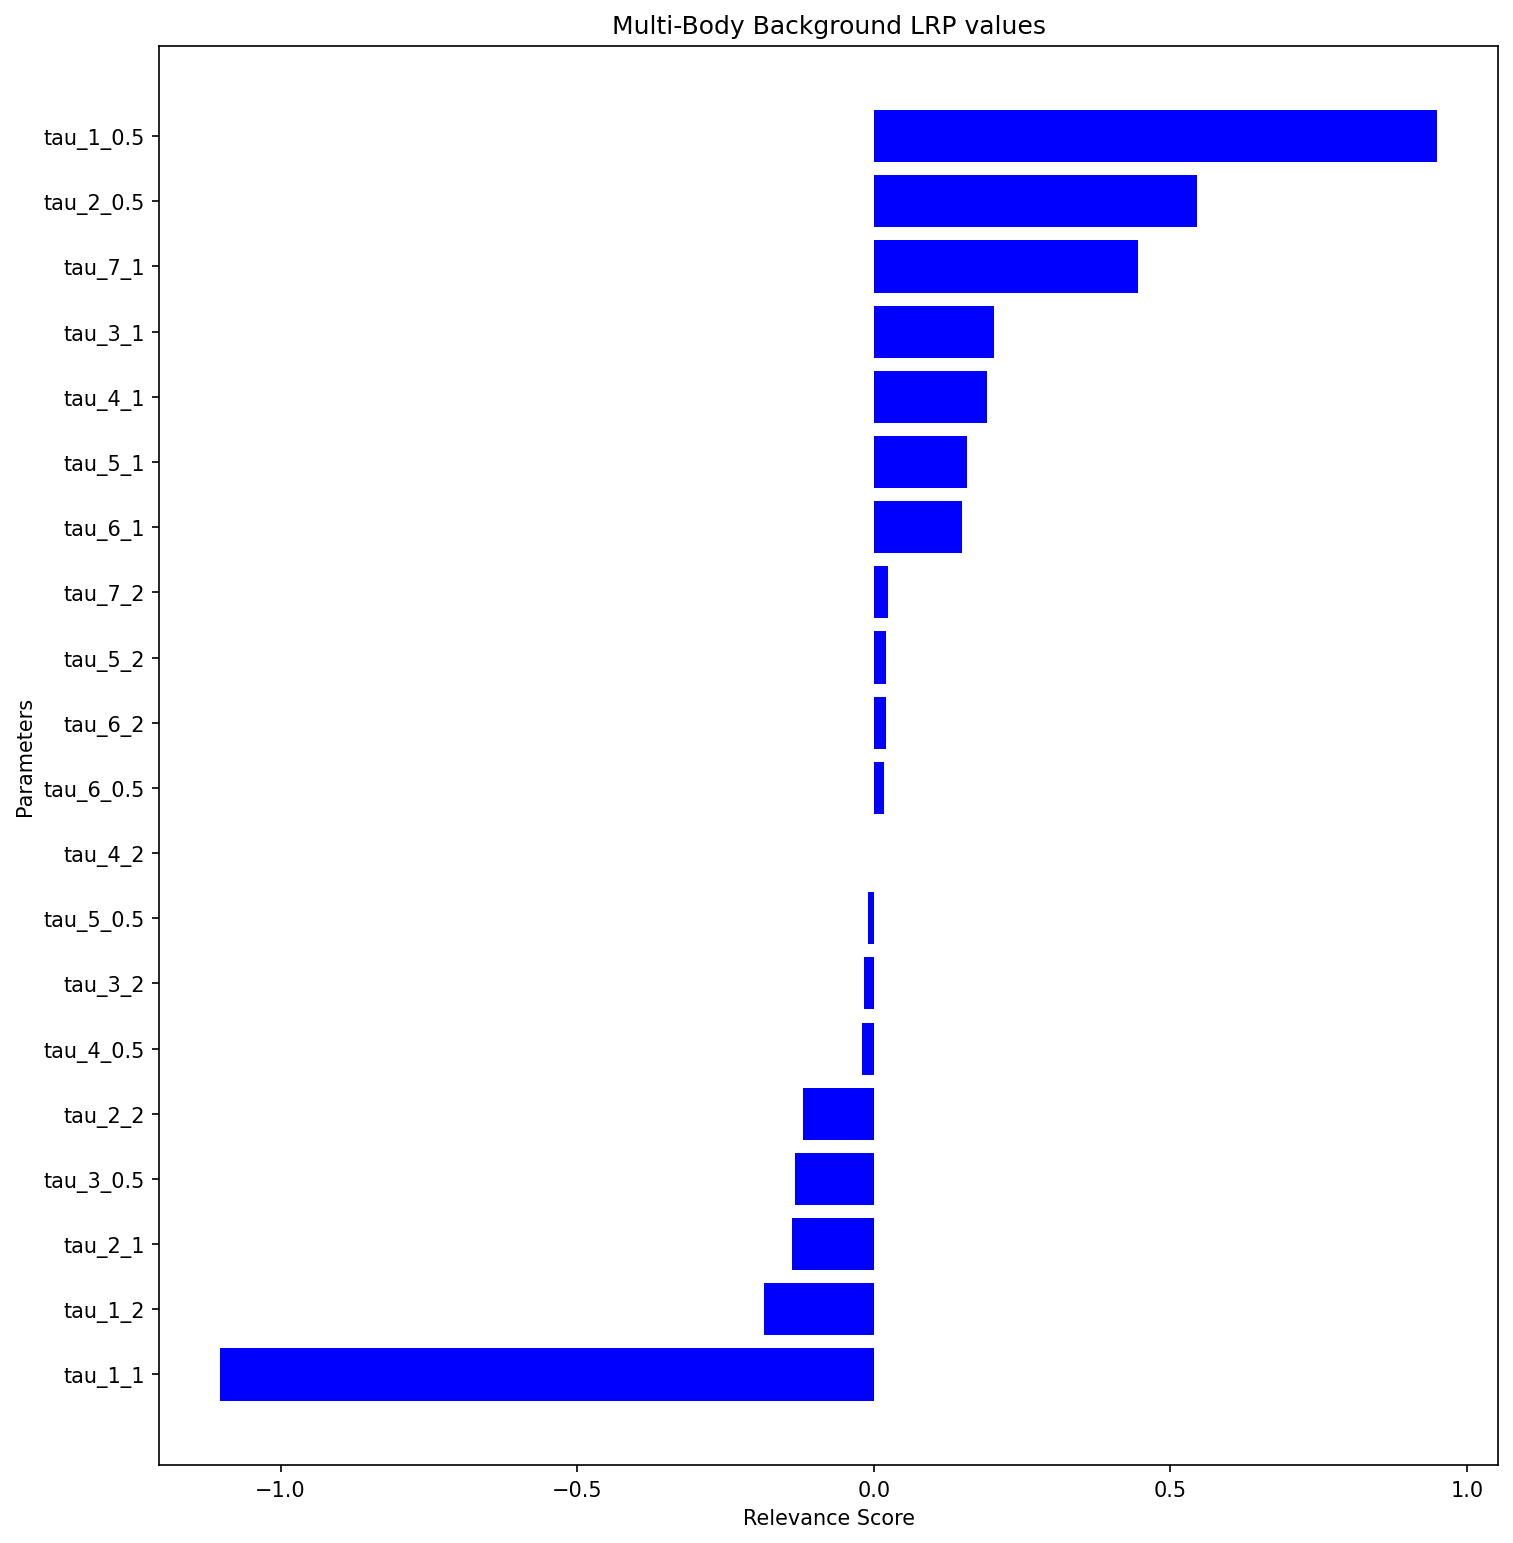 Multi-Body Background LRP values
tau_1_0.5
tau_2_0.5
tau_7_1
tau_3_1
tau_4_1
tau_5_1
tau_6_1
tau_7_2
tau_5_2
tau_6_2
tau_6_0.5
tau_4_2
tau_5_0.5
tau_3_2
tau_4_0.5
tau_2_2
tau_3_0.5
tau_2_1
tau_1_2
tau_1_1
Parameters
−1.0 −0.5 0.0 0.5 1.0
Relevance Score